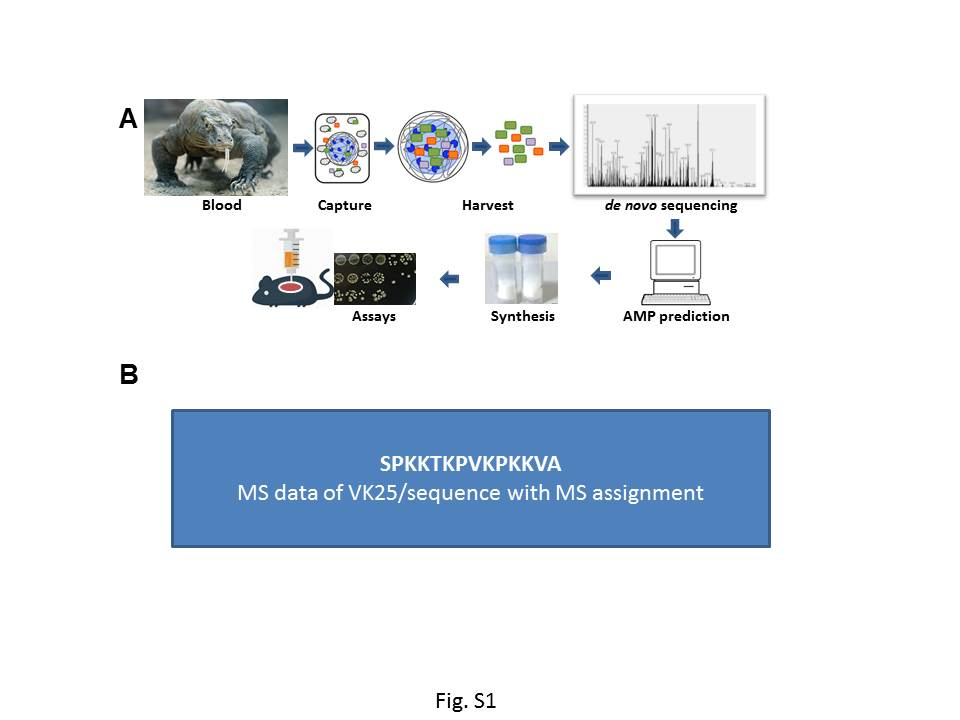 A
Blood
Capture
Harvest
de novo sequencing
Assays
Synthesis
AMP prediction
B
SPKKTKPVKPKKVA
MS data of VK25/sequence with MS assignment
Fig. S1